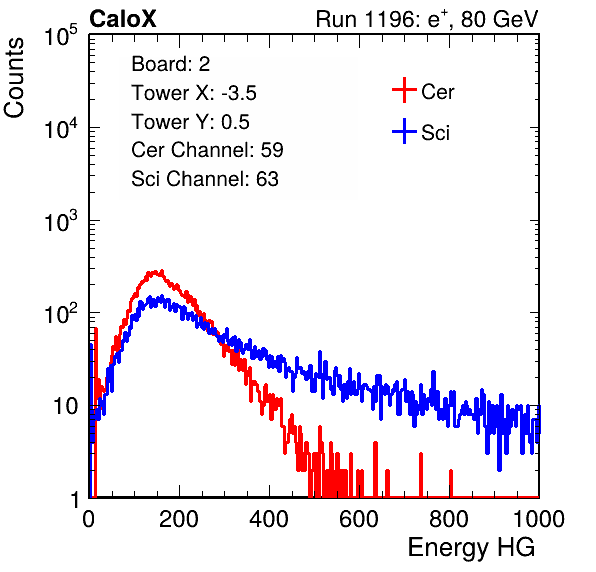 CaloX Run 1196: e⁺, 80 GeV
Counts
Board: 2
Tower X: -3.5
Tower Y: 0.5
Cer Channel: 59
Sci Channel: 63
Cer
Sci
10⁵
10⁴
10³
10²
10
1
0 200 400 600 800 1000
Energy HG